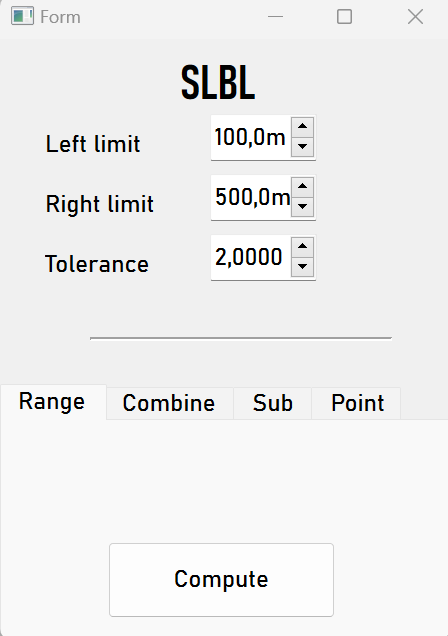 Form
SLBL
Left limit 100,0m
Right limit 500,0m
Tolerance 2,0000
Range Combine Sub Point
Compute